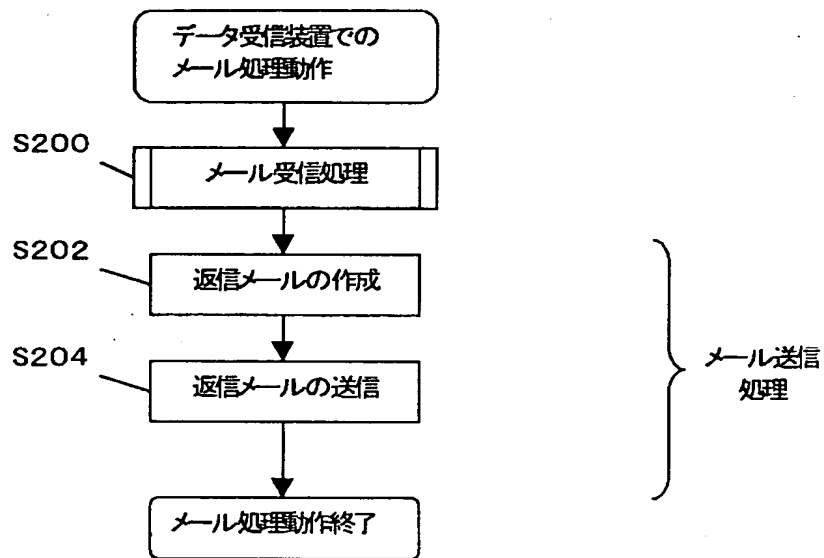 データ受信装置での
メール処理動作
S200
メール受信処理
S202
返信メールの作成
S204
返信メールの送信
メール送信
処理
メール処理動作終了